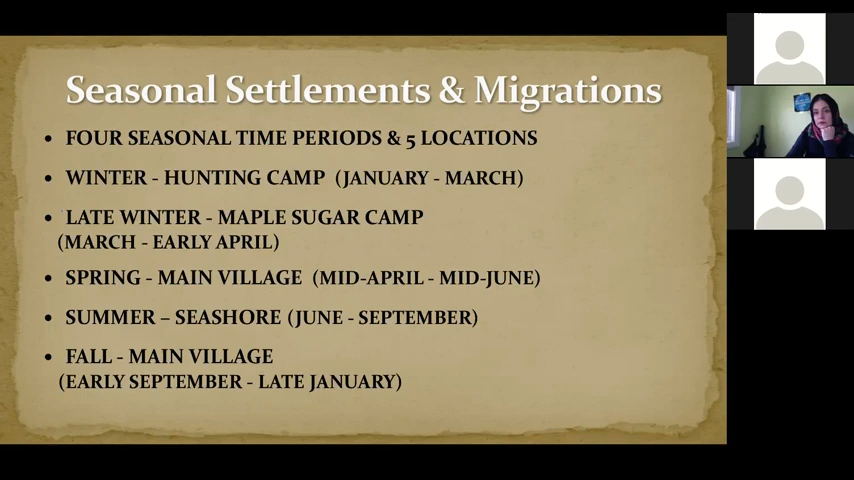 Seasonal Settlements & Migrations
• FOUR SEASONAL TIME PERIODS & 5 LOCATIONS
• WINTER - HUNTING CAMP (JANUARY - MARCH)
• LATE WINTER - MAPLE SUGAR CAMP
(MARCH - EARLY APRIL)
• SPRING - MAIN VILLAGE (MID-APRIL - MID-JUNE)
• SUMMER – SEASHORE (JUNE - SEPTEMBER)
• FALL - MAIN VILLAGE
(EARLY SEPTEMBER - LATE JANUARY)